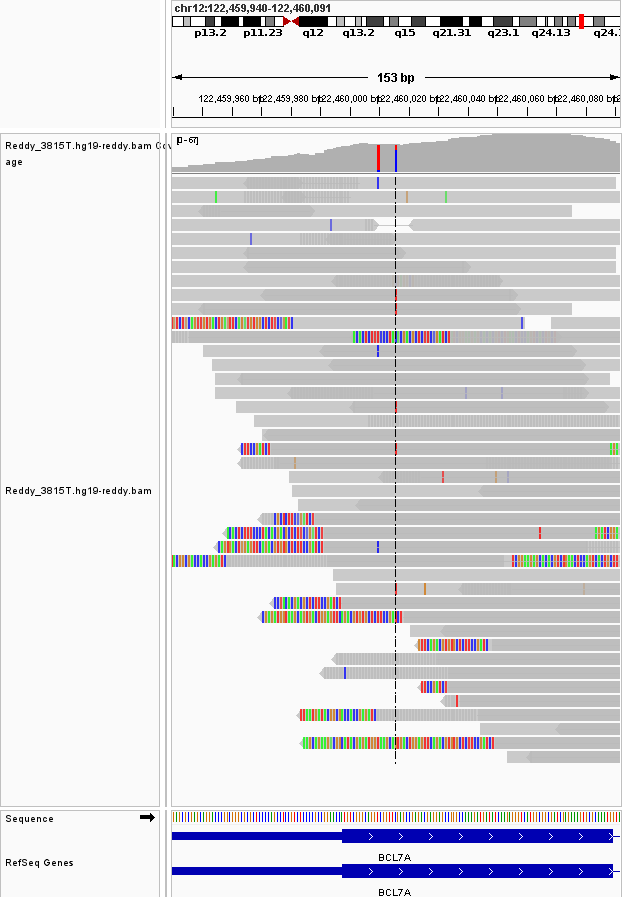 chr12:122,459,940-122,460,091
p13.2 p11.23 q12 q13.2 q15 q21.31 q23.1 q24.13 q24.
153 bp
122,459,960 bp 122,459,980 bp 122,460,000 bp 122,460,020 bp 122,460,040 bp 122,460,060 bp 122,460,080 bp
Reddy_3815T.hg19-reddy.bam Cov
age
[0-67]
Reddy_3815T.hg19-reddy.bam
Sequence
BCL7A
RefSeq Genes
BCL7A